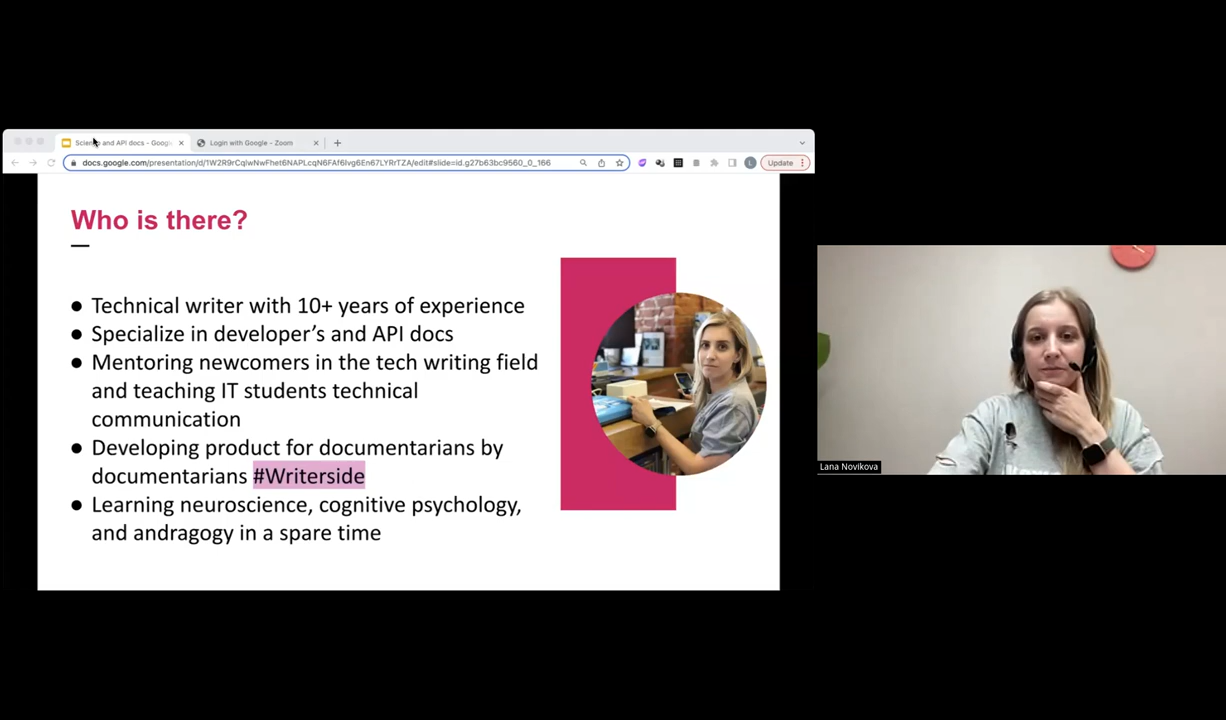 Science and API docs - Goog
Login with Google - Zoom
docs.google.com/presentation/d/1W2R9rCqlwNwFhet6NAPLcqN6FAf6Ivg6En67LYRrTZA/edit#slide=id.g27b63bc9560_0_166
L
Update
Who is there?
● Technical writer with 10+ years of experience
● Specialize in developer’s and API docs
● Mentoring newcomers in the tech writing field
and teaching IT students technical
communication
● Developing product for documentarians by
documentarians #Writerside
● Learning neuroscience, cognitive psychology,
and andragogy in a spare time
Lana Novikova